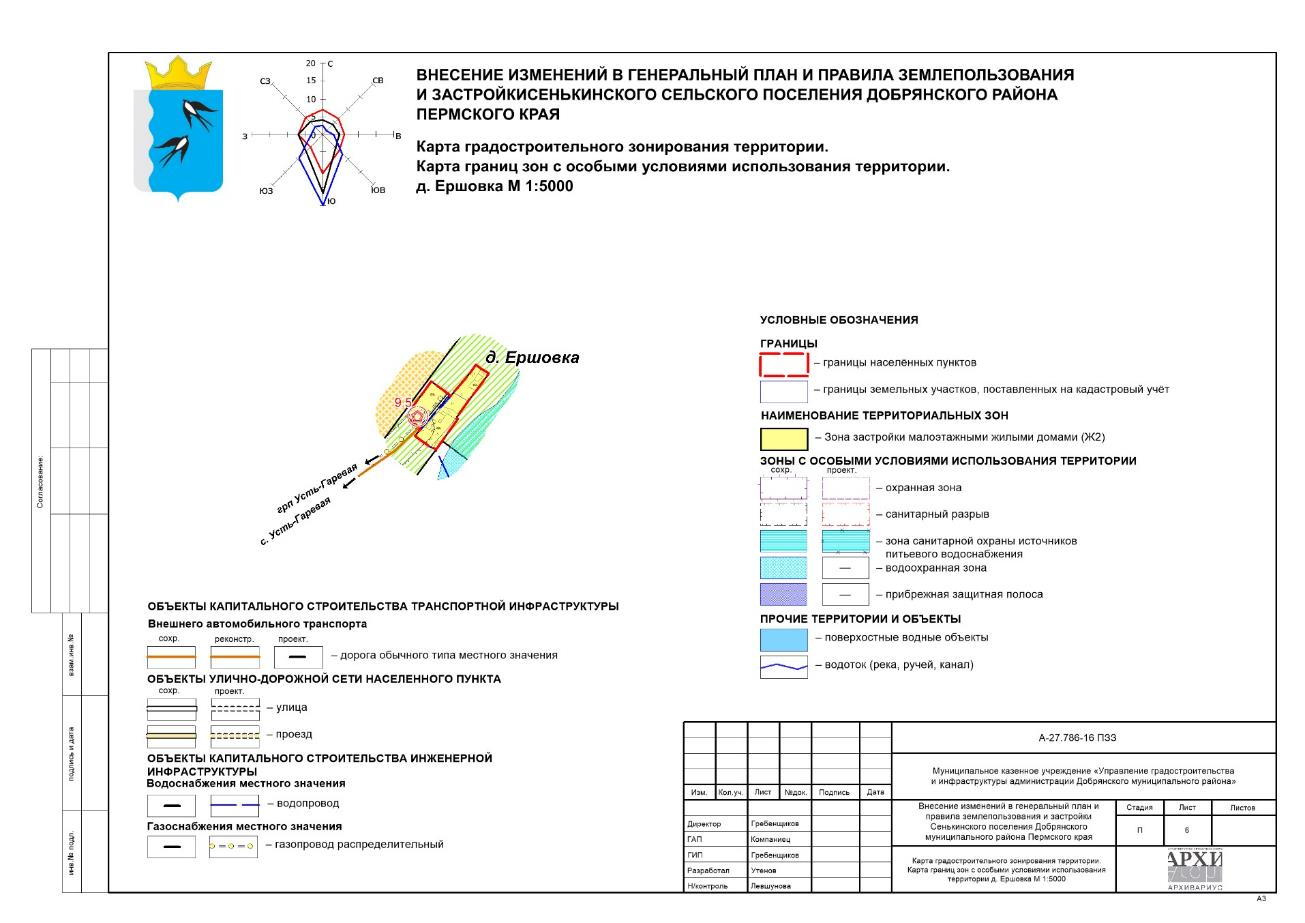 ВНЕСЕНИЕ ИЗМЕНЕНИЙ В ГЕНЕРАЛЬНЫЙ ПЛАН И ПРАВИЛА ЗЕМЛЕПОЛЬЗОВАНИЯ
И ЗАСТРОЙКИСЕНЬКИНСКОГО СЕЛЬСКОГО ПОСЕЛЕНИЯ ДОБРЯНСКОГО РАЙОНА
ПЕРМСКОГО КРАЯ
Карта градостроительного зонирования территории.
Карта границ зон с особыми условиями использования территории.
д. Ершовка М 1:5000
20
С
15
10
5
0
СЗ
СВ
З
В
ЮЗ
ЮВ
Ю
д. Ершовка
9.5
грп Усть-Гаревая
с. Усть-Гаревая
УСЛОВНЫЕ ОБОЗНАЧЕНИЯ
ГРАНИЦЫ
– границы населённых пунктов
– границы земельных участков, поставленных на кадастровый учёт
НАИМЕНОВАНИЕ ТЕРРИТОРИАЛЬНЫХ ЗОН
– Зона застройки малоэтажными жилыми домами (Ж2)
ЗОНЫ С ОСОБЫМИ УСЛОВИЯМИ ИСПОЛЬЗОВАНИЯ ТЕРРИТОРИИ
сохр. проект.
– охранная зона
– санитарный разрыв
– зона санитарной охраны источников
питьевого водоснабжения
– водоохранная зона
– прибрежная защитная полоса
ПРОЧИЕ ТЕРРИТОРИИ И ОБЪЕКТЫ
– поверхостные водные объекты
– водоток (река, ручей, канал)
ОБЪЕКТЫ КАПИТАЛЬНОГО СТРОИТЕЛЬСТВА ТРАНСПОРТНОЙ ИНФРАСТРУКТУРЫ
Внешнего автомобильного транспорта
сохр. реконстр. проект.
– дорога обычного типа местного значения
ОБЪЕКТЫ УЛИЧНО-ДОРОЖНОЙ СЕТИ НАСЕЛЕННОГО ПУНКТА
сохр. проект.
– улица
– проезд
ОБЪЕКТЫ КАПИТАЛЬНОГО СТРОИТЕЛЬСТВА ИНЖЕНЕРНОЙ
ИНФРАСТРУКТУРЫ
Водоснабжения местного значения
– водопровод
Газоснабжения местного значения
– газопровод распределительный
Согласование:
взам.инв.№
подпись и дата
инв.№ подл.
А-27.786-16 ПЗЗ
Муниципальное казенное учреждение «Управление градостроительства
и инфраструктуры администрации Добрянского муниципального района»
Изм. Кол.уч. Лист №док. Подпись Дата
Внесение изменений в генеральный план и
правила землепользования и застройки
Сенькинского поселения Добрянского
муниципального района Пермского края
Стадия Лист Листов
П 6
Директор Гребенщиков
ГАП Компаниец
ГИП Гребенщиков
Разработал Утенов
Н/контроль Левшунова
Карта градостроительного зонирования территории.
Карта границ зон с особыми условиями использования
территории д. Ершовка М 1:5000
АРХИ
АРХИВАРИУС
А3